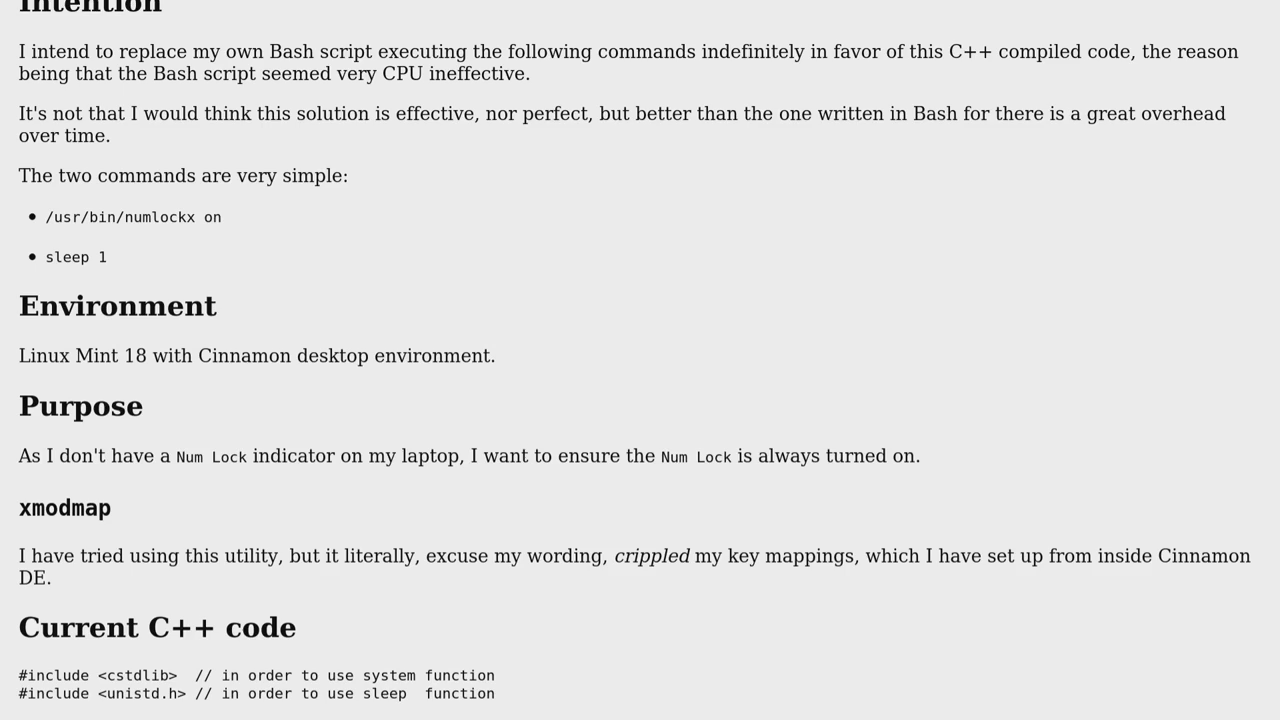 Intention
I intend to replace my own Bash script executing the following commands indefinitely in favor of this C++ compiled code, the reason
being that the Bash script seemed very CPU ineffective.
It's not that I would think this solution is effective, nor perfect, but better than the one written in Bash for there is a great overhead
over time.
The two commands are very simple:
• /usr/bin/numlockx on
• sleep 1
Environment
Linux Mint 18 with Cinnamon desktop environment.
Purpose
As I don't have a Num Lock indicator on my laptop, I want to ensure the Num Lock is always turned on.
xmodmap
I have tried using this utility, but it literally, excuse my wording, crippled my key mappings, which I have set up from inside Cinnamon
DE.
Current C++ code
#include <cstdlib>  // in order to use system function
#include <unistd.h> // in order to use sleep  function